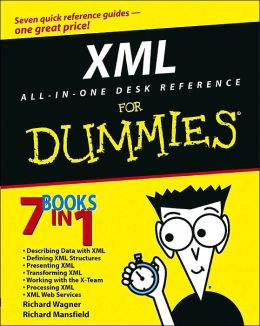 Seven quick reference guides —
one great price!
XML
ALL-IN-ONE DESK REFERENCE
FOR
DUMMIES®
7 BOOKS
IN 1
• Describing Data with XML
• Defining XML Structures
• Presenting XML
• Transforming XML
• Working with the X-Team
• Processing XML
• XML Web Services
Richard Wagner
Richard Mansfield